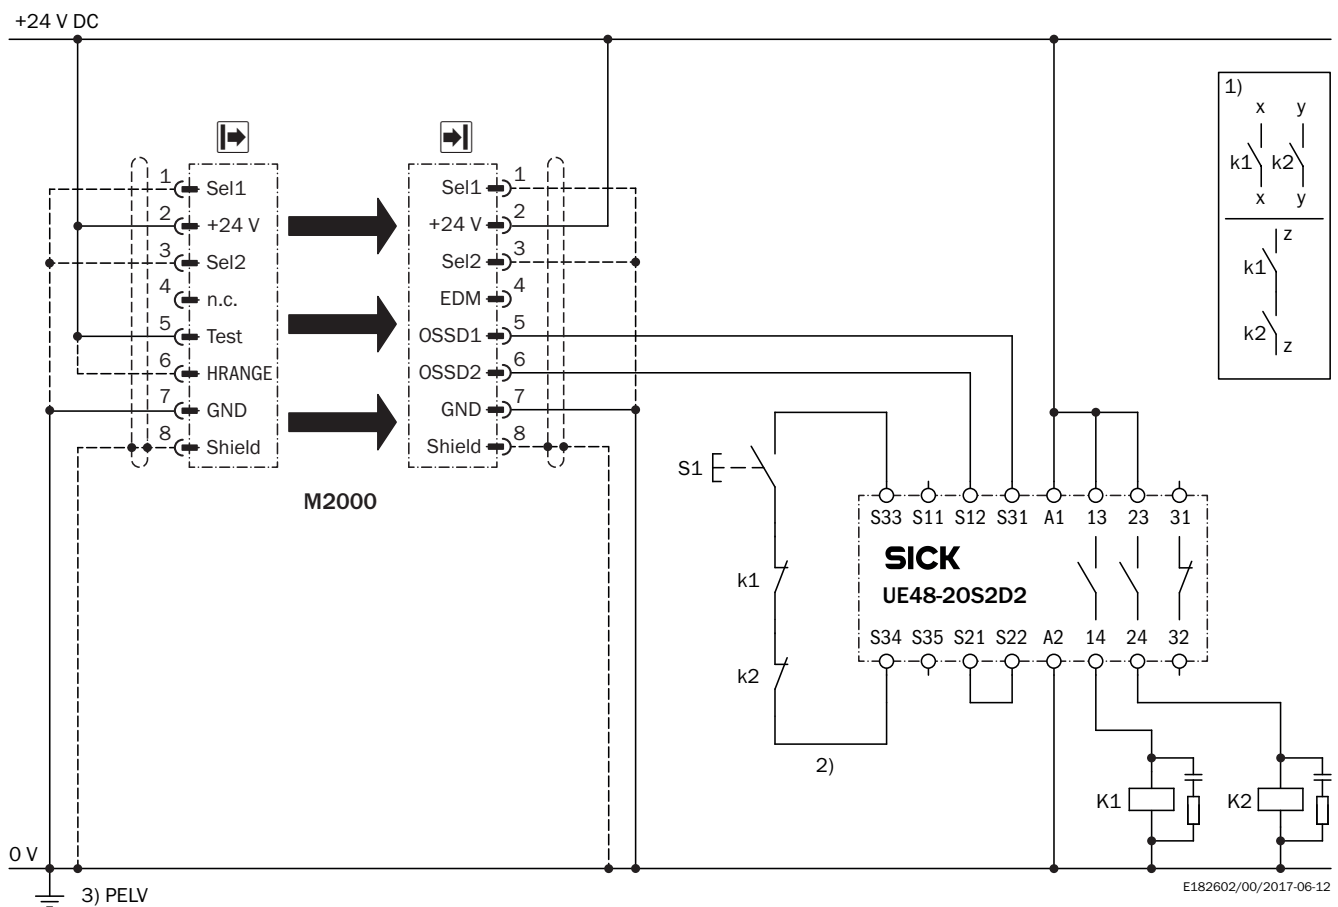 +24 V DC
1)
x y
k1 k2
x y
z
k1
k2
z
1 Sel1
2 +24 V
3 Sel2
4 n.c.
5 Test
6 HRANGE
7 GND
8 Shield
Sel1 1
+24 V 2
Sel2 3
EDM 4
OSSD1 5
OSSD2 6
GND 7
Shield 8
M2000
S1
k1
k2
2)
S33 S11 S12 S31 A1 13 23 31
SICK
UE48-2OS2D2
S34 S35 S21 S22 A2 14 24 32
K1 K2
0 V
3) PELV
E182602/00/2017-06-12